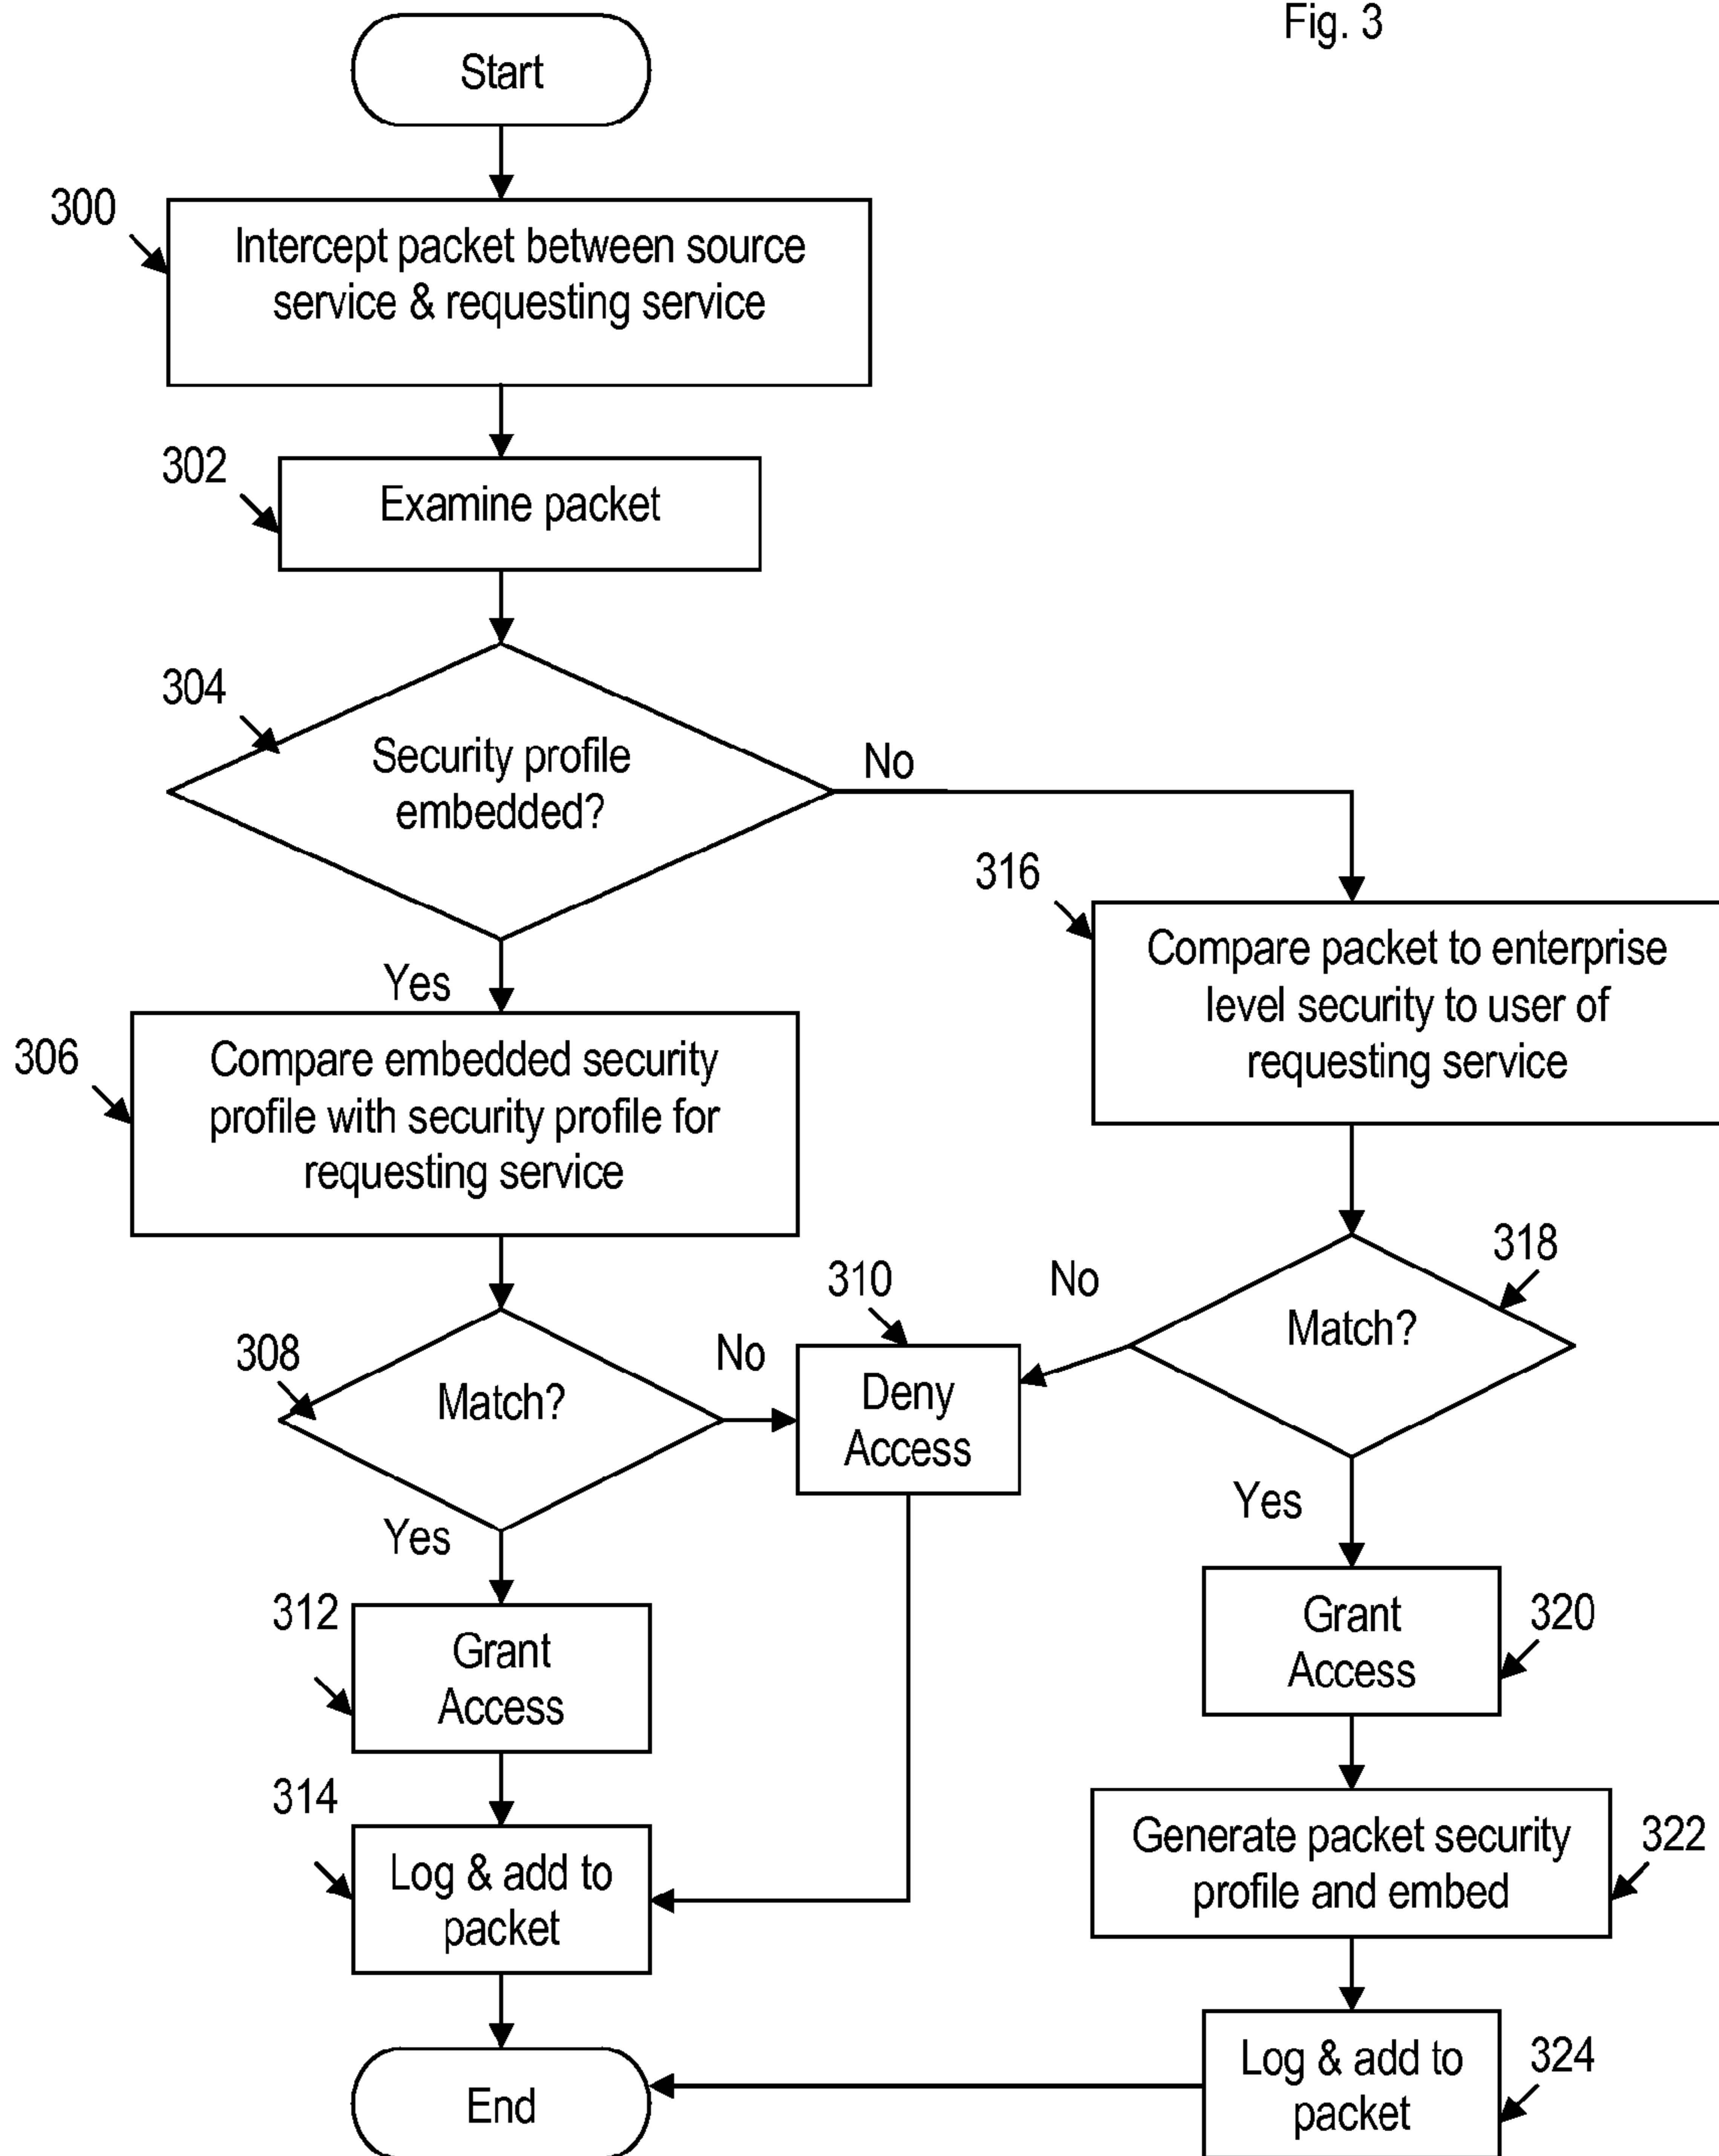 Fig. 3
Start
300
Intercept packet between source
service & requesting service
302
Examine packet
304
Security profile
embedded?
No
316
Compare packet to enterprise
level security to user of
requesting service
Yes
306
Compare embedded security
profile with security profile for
requesting service
318
Match?
No
310
Deny
Access
308
Match?
No
Yes
Yes
312
Grant
Access
320
Grant
Access
314
Log & add to
packet
322
Generate packet security
profile and embed
324
Log & add to
packet
End